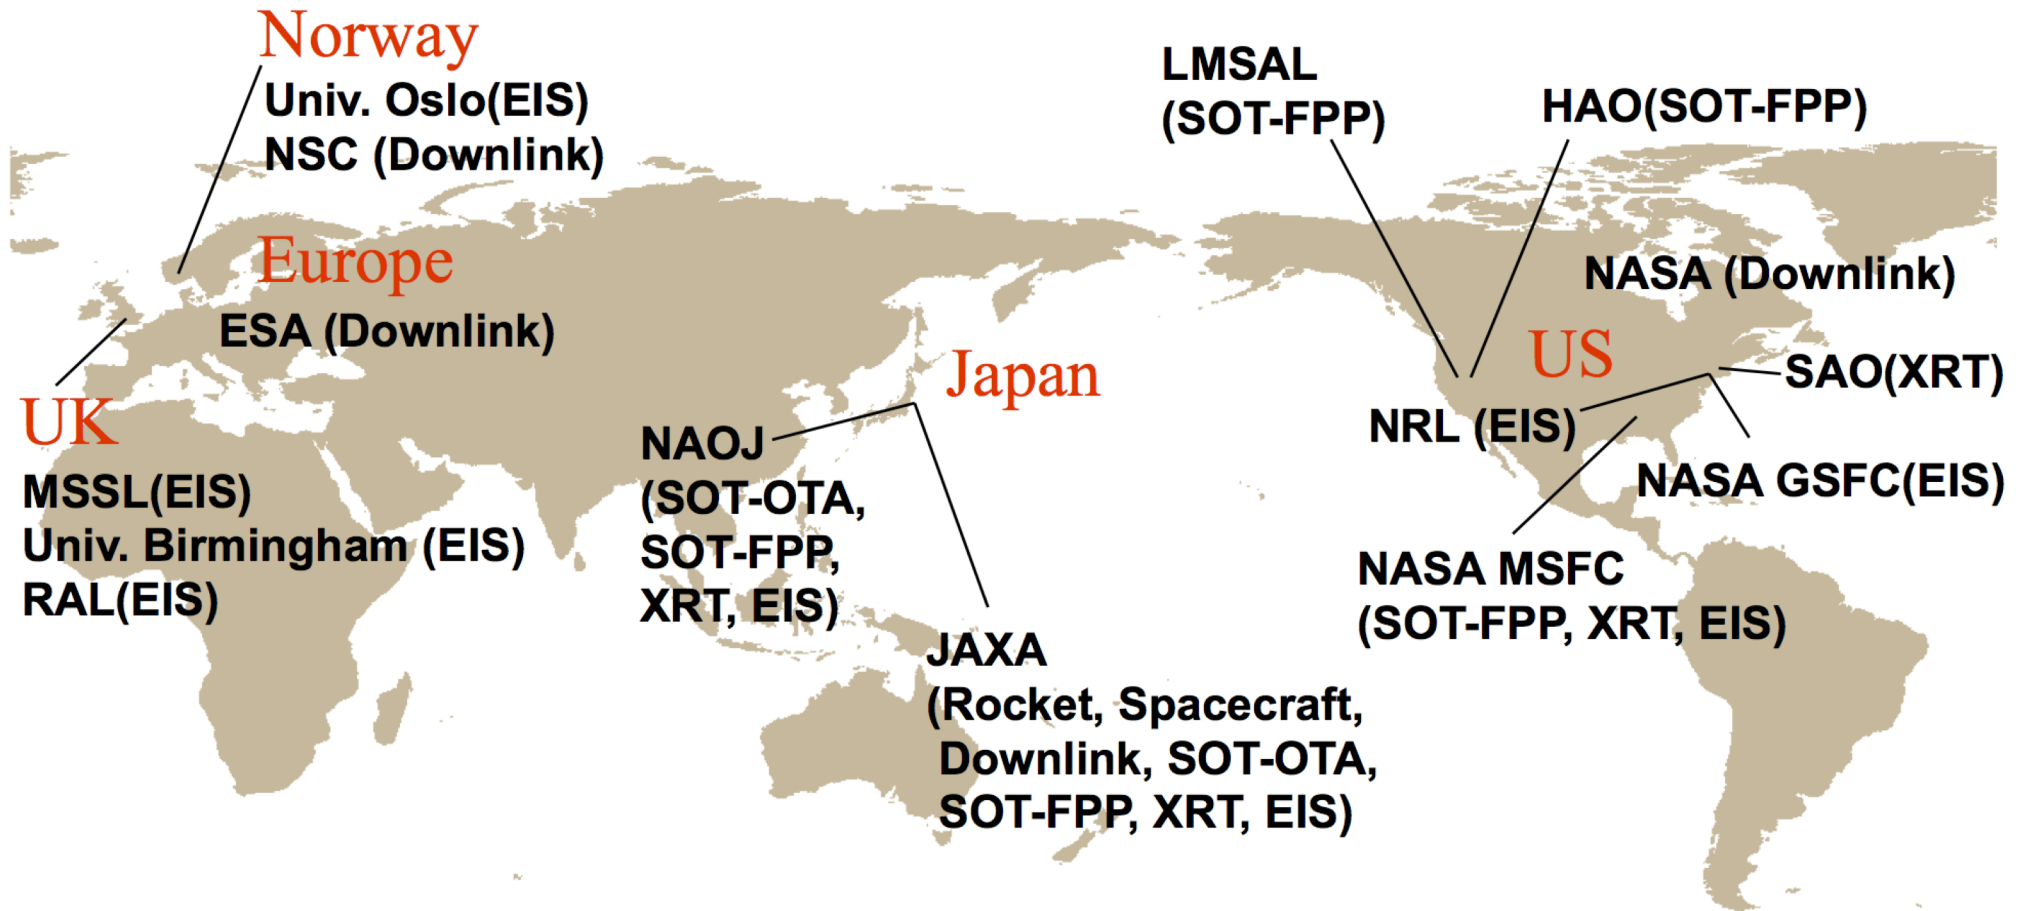 Norway
Univ. Oslo(EIS)
NSC (Downlink)
Europe
ESA (Downlink)
UK
MSSL(EIS)
Univ. Birmingham (EIS)
RAL(EIS)
Japan
NAOJ
(SOT-OTA,
SOT-FPP,
XRT, EIS)
JAXA
(Rocket, Spacecraft,
Downlink, SOT-OTA,
SOT-FPP, XRT, EIS)
LMSAL
(SOT-FPP)
HAO(SOT-FPP)
NASA (Downlink)
US
SAO(XRT)
NRL (EIS)
NASA GSFC(EIS)
NASA MSFC
(SOT-FPP, XRT, EIS)